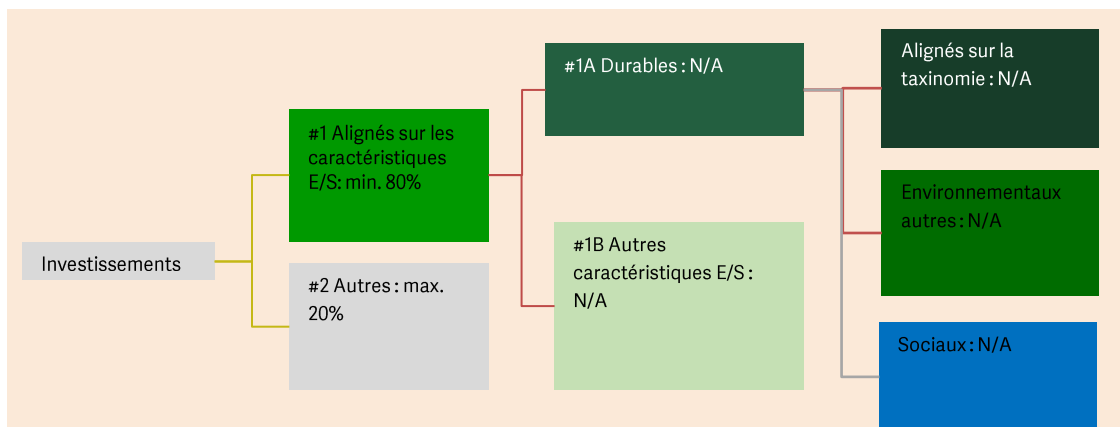 Investissements
#1 Alignés sur les
caractéristiques
E/S: min. 80%
#2 Autres : max.
20%
#1A Durables : N/A
#1B Autres
caractéristiques E/S :
N/A
Alignés sur la
taxinomie : N/A
Environnementaux
autres : N/A
Sociaux : N/A